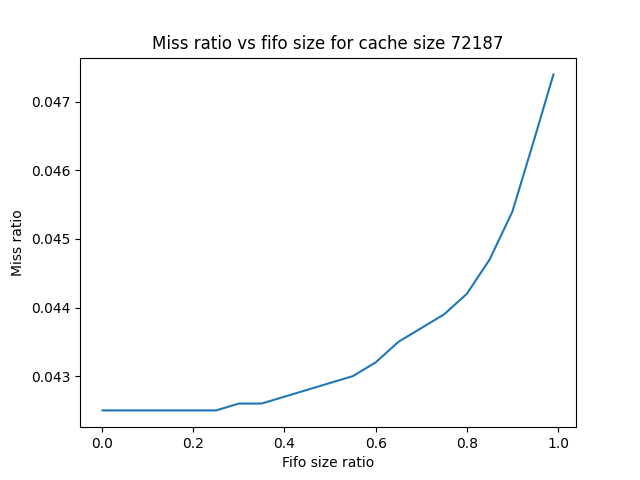 Miss ratio vs fifo size for cache size 72187
0.047
0.046
0.045
0.044
0.043
Miss ratio
0.0 0.2 0.4 0.6 0.8 1.0
Fifo size ratio